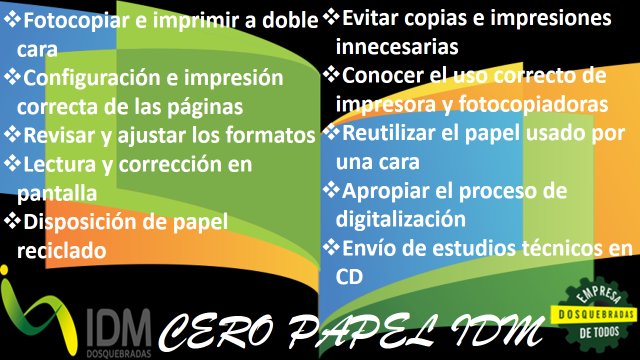 ❖Fotocopiar e imprimir a doble
cara
❖Configuración e impresión
correcta de las páginas
❖Revisar y ajustar los formatos
❖Lectura y corrección en
pantalla
❖Disposición de papel
reciclado
❖Evitar copias e impresiones
innecesarias
❖Conocer el uso correcto de
impresora y fotocopiadoras
❖Reutilizar el papel usado por
una cara
❖Apropiar el proceso de
digitalización
❖Envío de estudios técnicos en
CD
IDM
DOSQUEBRADAS
CERO PAPEL IDM
EMPRESA
DOSQUEBRADAS
DE TODOS